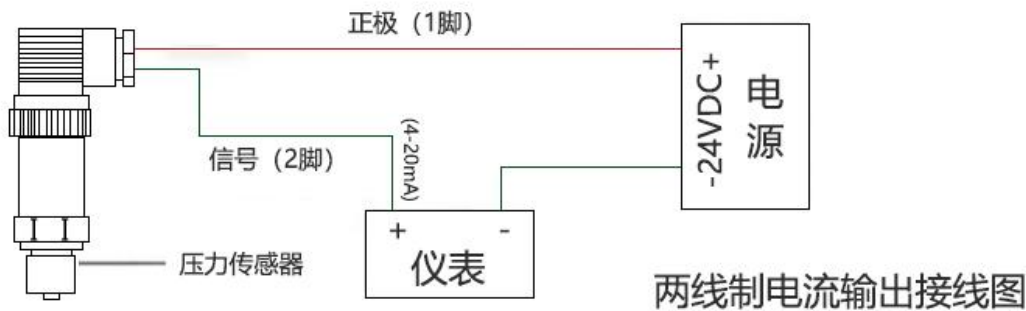 正极（1脚）
-24VDC+
电源
信号（2脚）
(4-20mA)
+ -
仪表
压力传感器
两线制电流输出接线图